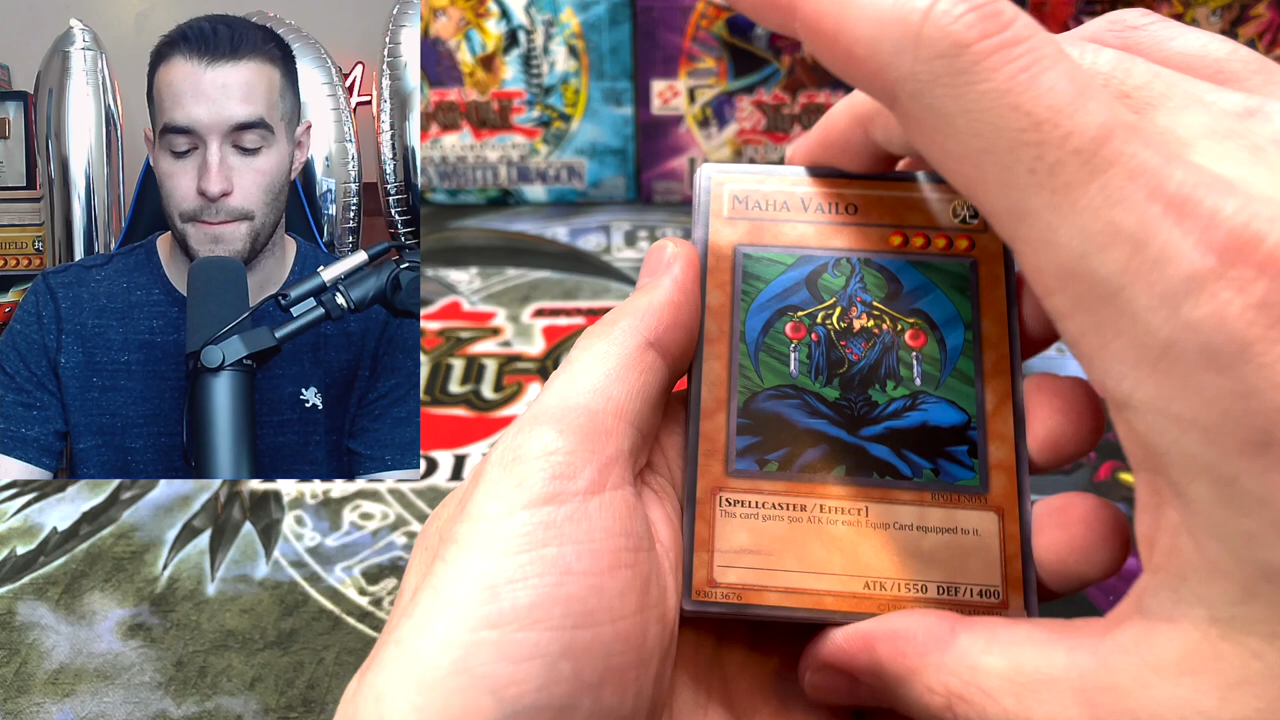 WHITE DRAGON
HIELD
MAHA VAILO
RP01-EN053
[SPELLCASTER / EFFECT]
This card gains 500 ATK for each Equip Card equipped to it.
ATK/1550 DEF/1400
93013676